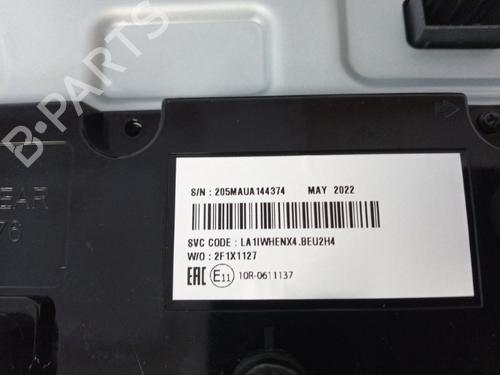 B-PARTS
EAR
76
S/N : 205MAUA144374 MAY 2022
SVC CODE : LA1IWHENX4.BEU2H4
W/O : 2F1X1127
EAC E11 10R-0611137